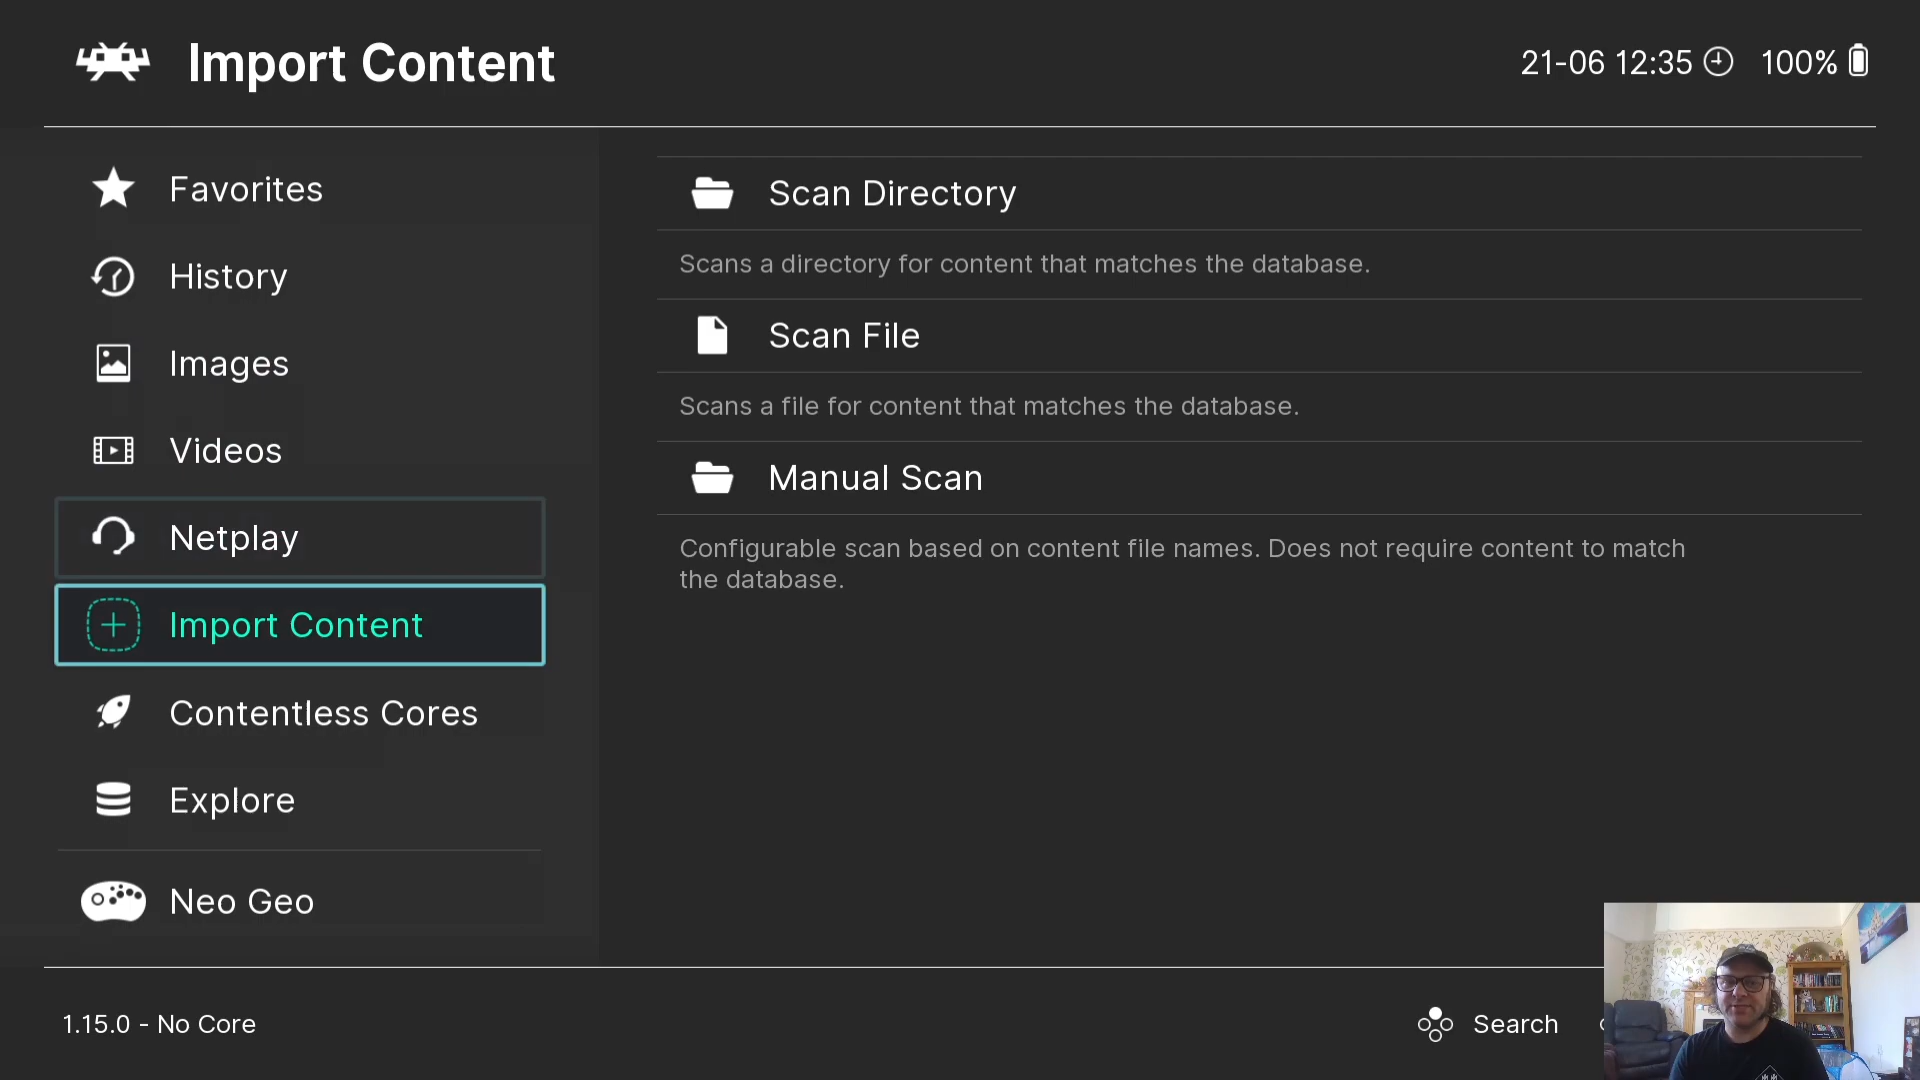 Import Content
21-06 12:35
100%
Favorites
History
Images
Videos
Netplay
Import Content
Contentless Cores
Explore
Neo Geo
Scan Directory
Scans a directory for content that matches the database.
Scan File
Scans a file for content that matches the database.
Manual Scan
Configurable scan based on content file names. Does not require content to match
the database.
1.15.0 - No Core
Search